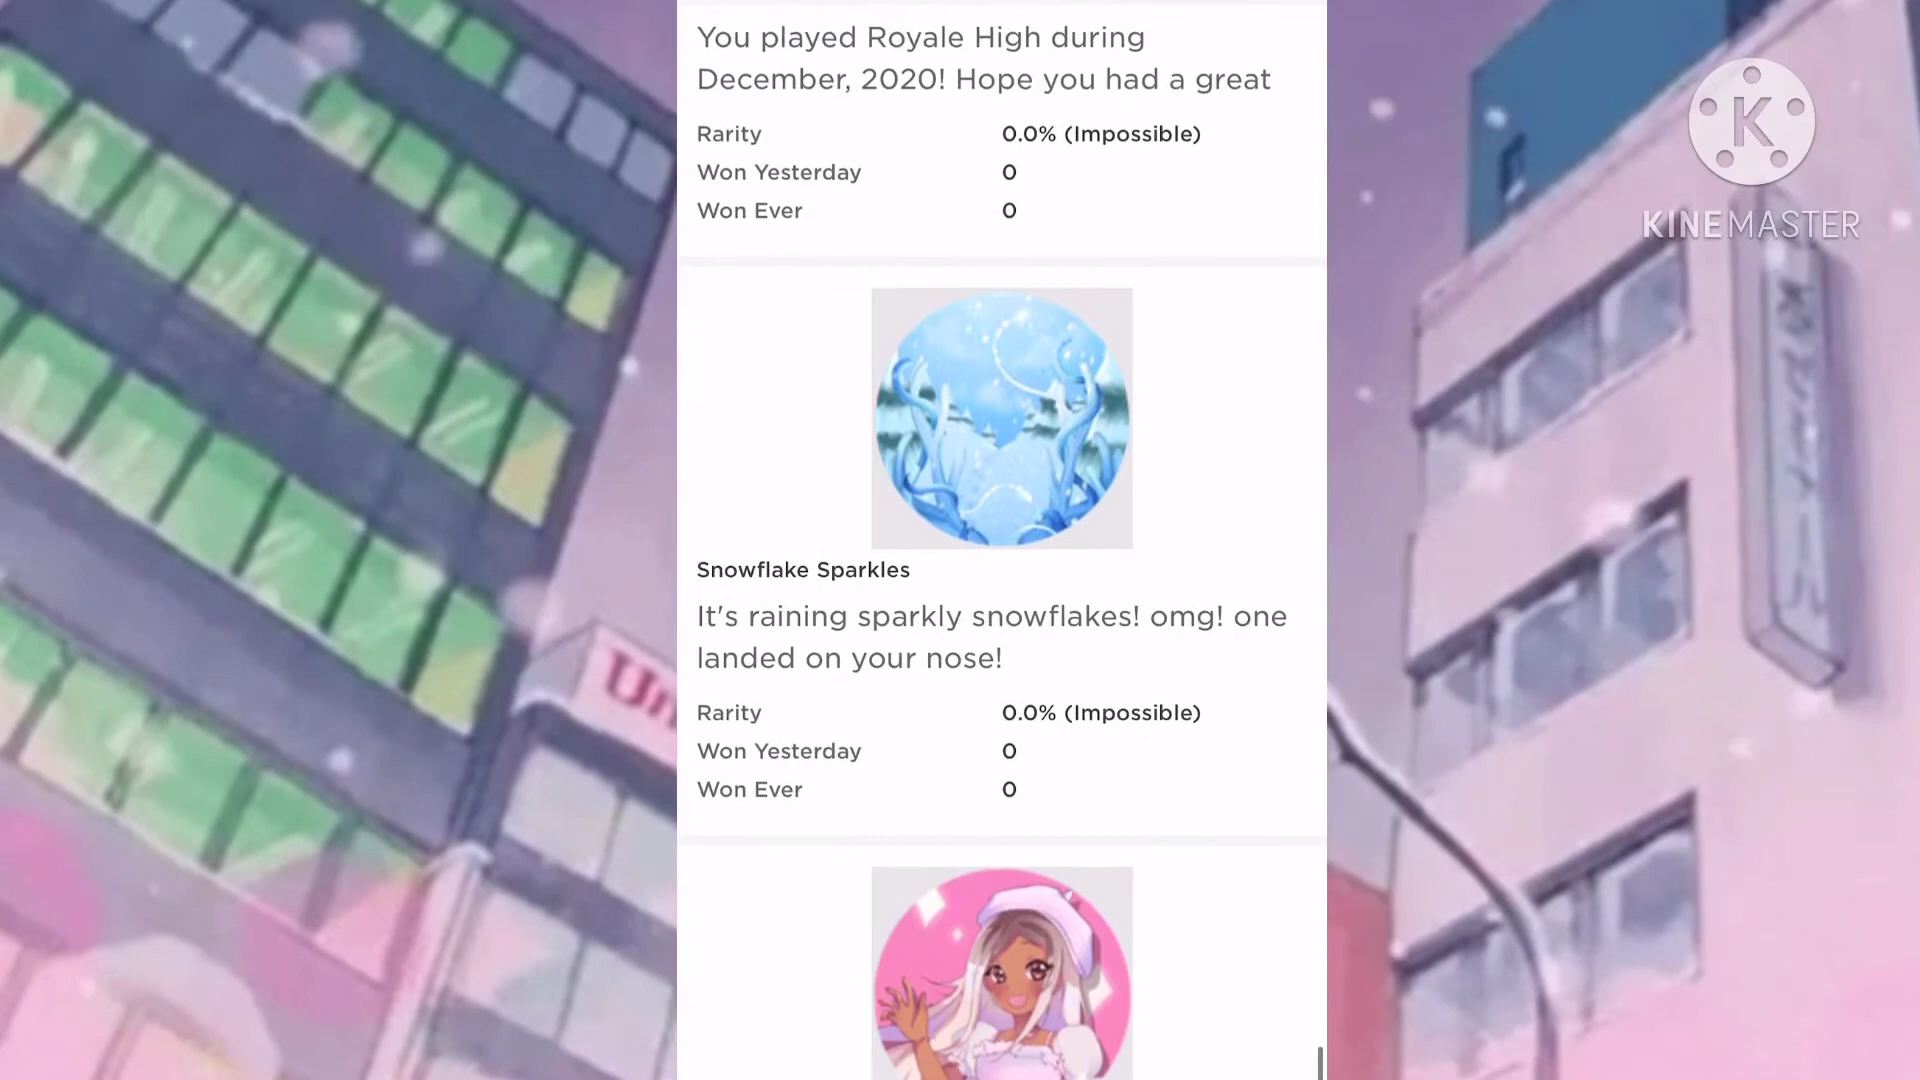 You played Royale High during
December, 2020! Hope you had a great
Rarity 0.0% (Impossible)
Won Yesterday 0
Won Ever 0
K
KINEMASTER
Snowflake Sparkles
It's raining sparkly snowflakes! omg! one
landed on your nose!
Rarity 0.0% (Impossible)
Won Yesterday 0
Won Ever 0
Un